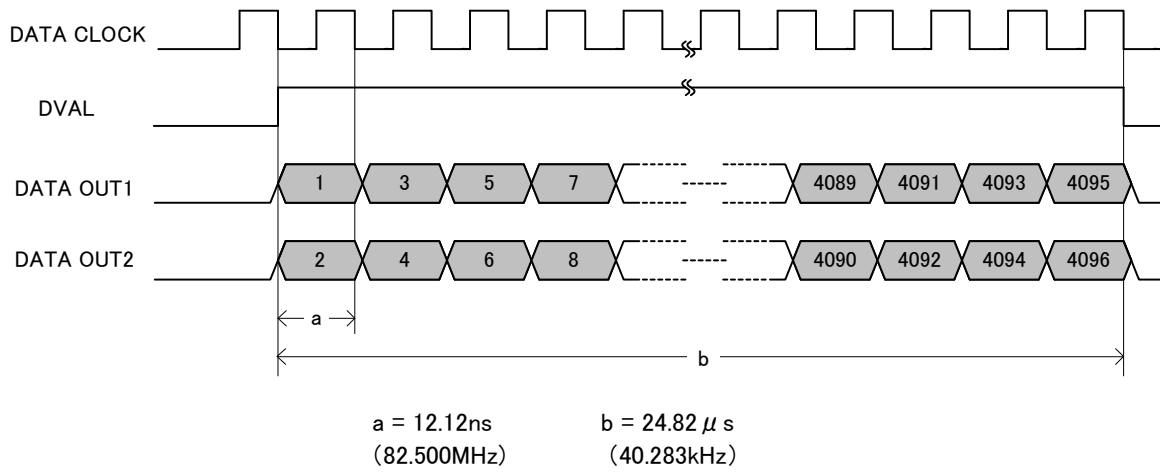 DATA CLOCK
DVAL
DATA OUT1
1 3 5 7 4089 4091 4093 4095
DATA OUT2
2 4 6 8 4090 4092 4094 4096
a
b
a = 12.12ns b = 24.82 μ s
(82.500MHz) (40.283kHz)